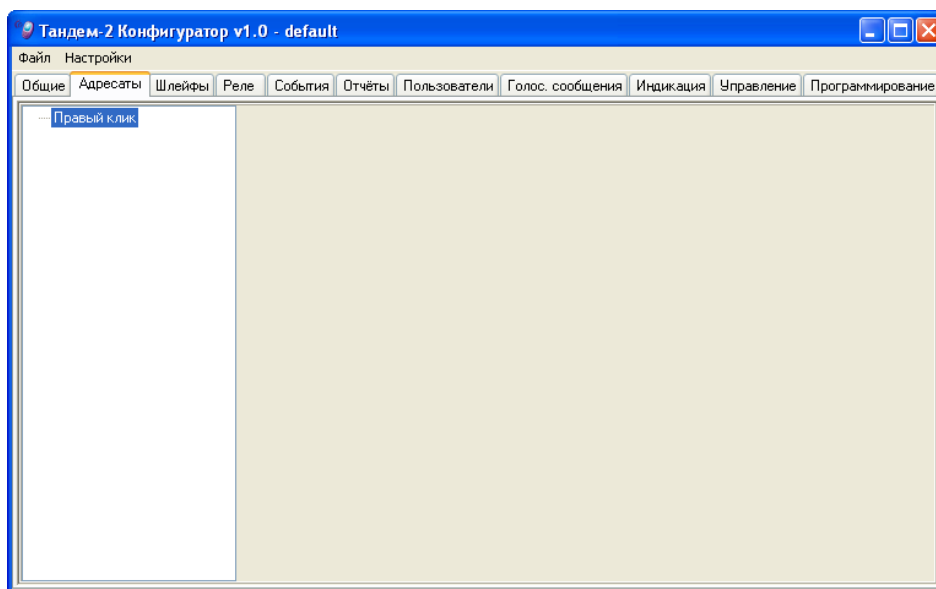 Тандем-2 Конфигуратор v1.0 - default
Файл Настройки
Общие Адресаты Шлейфы Реле События Отчёты Пользователи Голос. сообщения Индикация Управление Программирование
Правый клик